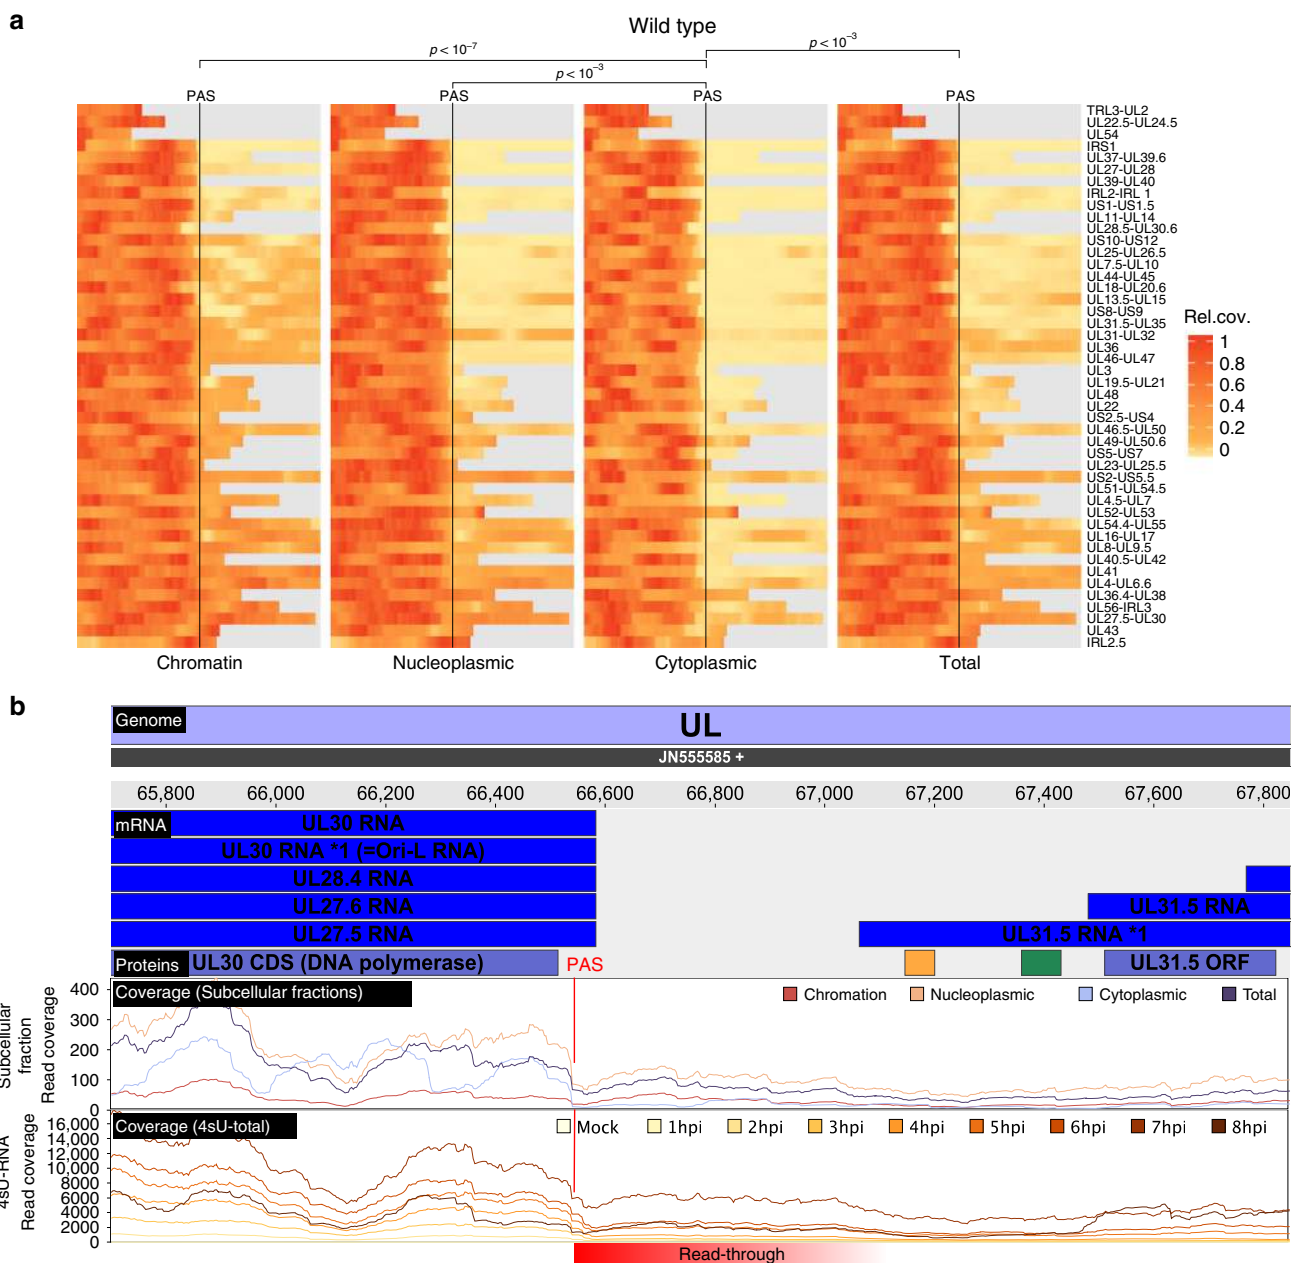 a
Wild type
p < 10–7
p < 10–3
p < 10–3
PAS PAS PAS PAS
TRL3-UL2
UL22.5-UL24.5
UL54
IRS1
UL37-UL39.6
UL27-UL28
UL39-UL40
IRL2-IRL 1
US1-US1.5
UL11-UL14
UL28.5-UL30.6
US10-US12
UL25-UL26.5
UL7.5-UL10
UL44-UL45
UL18-UL20.6
UL13.5-UL15
US8-US9
UL31.5-UL35
UL31-UL32
UL36
UL46-UL47
UL3
UL19.5-UL21
UL48
UL22
US2.5-US4
UL46.5-UL50
UL49-UL50.6
US5-US7
UL23-UL25.5
US2-US5.5
UL51-UL54.5
UL4.5-UL7
UL52-UL53
UL54.4-UL55
UL16-UL17
UL8-UL9.5
UL40.5-UL42
UL41
UL4-UL6.6
UL36.4-UL38
UL56-IRL3
UL27.5-UL30
UL43
IRL2.5
Rel.cov.
1
0.8
0.6
0.4
0.2
0
Chromatin Nucleoplasmic Cytoplasmic Total
b
Genome UL
JN555585 +
65,800 66,000 66,200 66,400 66,600 66,800 67,000 67,200 67,400 67,600 67,800
mRNA UL30 RNA
UL30 RNA *1 (=Ori-L RNA)
UL28.4 RNA
UL27.6 RNA UL31.5 RNA
UL27.5 RNA UL31.5 RNA *1
Proteins UL30 CDS (DNA polymerase) PAS UL31.5 ORF
Subcellular
fraction
Read coverage
400
300
200
100
0
Coverage (Subcellular fractions)
Chromation Nucleoplasmic Cytoplasmic Total
4sU-RNA
Read coverage
16,000
14,000
12,000
10,000
8000
6000
4000
2000
0
Coverage (4sU-total)
Mock 1hpi 2hpi 3hpi 4hpi 5hpi 6hpi 7hpi 8hpi
Read-through